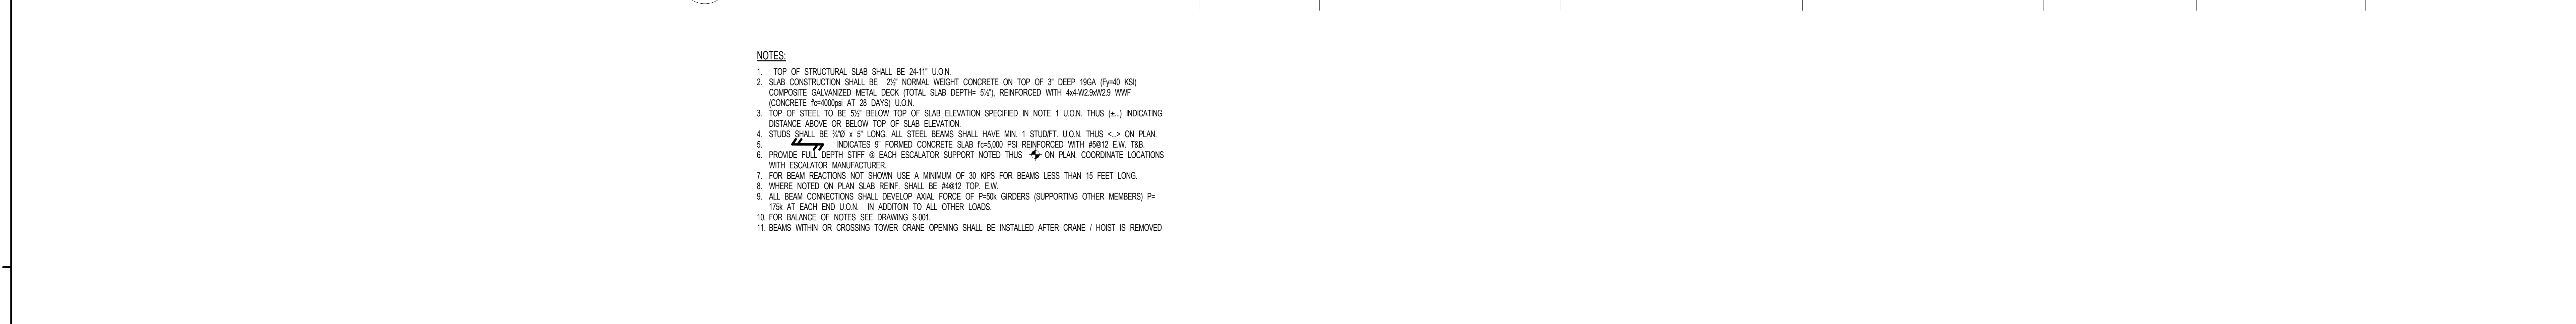 NOTES:
1. TOP OF STRUCTURAL SLAB SHALL BE 24-11" U.O.N.
2. SLAB CONSTRUCTION SHALL BE 2½" NORMAL WEIGHT CONCRETE ON TOP OF 3" DEEP 19GA (Fy=40 KSI)
COMPOSITE GALVANIZED METAL DECK (TOTAL SLAB DEPTH= 5½"), REINFORCED WITH 4x4-W2.9xW2.9 WWF
(CONCRETE f'c=4000psi AT 28 DAYS) U.O.N.
3. TOP OF STEEL TO BE 5½" BELOW TOP OF SLAB ELEVATION SPECIFIED IN NOTE 1 U.O.N. THUS (±...) INDICATING
DISTANCE ABOVE OR BELOW TOP OF SLAB ELEVATION.
4. STUDS SHALL BE ¾"Ø x 5" LONG. ALL STEEL BEAMS SHALL HAVE MIN. 1 STUD/FT. U.O.N. THUS <...> ON PLAN.
5. INDICATES 9" FORMED CONCRETE SLAB f'c=5,000 PSI REINFORCED WITH #5@12 E.W. T&B.
6. PROVIDE FULL DEPTH STIFF @ EACH ESCALATOR SUPPORT NOTED THUS ON PLAN. COORDINATE LOCATIONS
WITH ESCALATOR MANUFACTURER.
7. FOR BEAM REACTIONS NOT SHOWN USE A MINIMUM OF 30 KIPS FOR BEAMS LESS THAN 15 FEET LONG.
8. WHERE NOTED ON PLAN SLAB REINF. SHALL BE #4@12 TOP. E.W.
9. ALL BEAM CONNECTIONS SHALL DEVELOP AXIAL FORCE OF P=50k GIRDERS (SUPPORTING OTHER MEMBERS) P=
175k AT EACH END U.O.N. IN ADDITOIN TO ALL OTHER LOADS.
10. FOR BALANCE OF NOTES SEE DRAWING S-001.
11. BEAMS WITHIN OR CROSSING TOWER CRANE OPENING SHALL BE INSTALLED AFTER CRANE / HOIST IS REMOVED